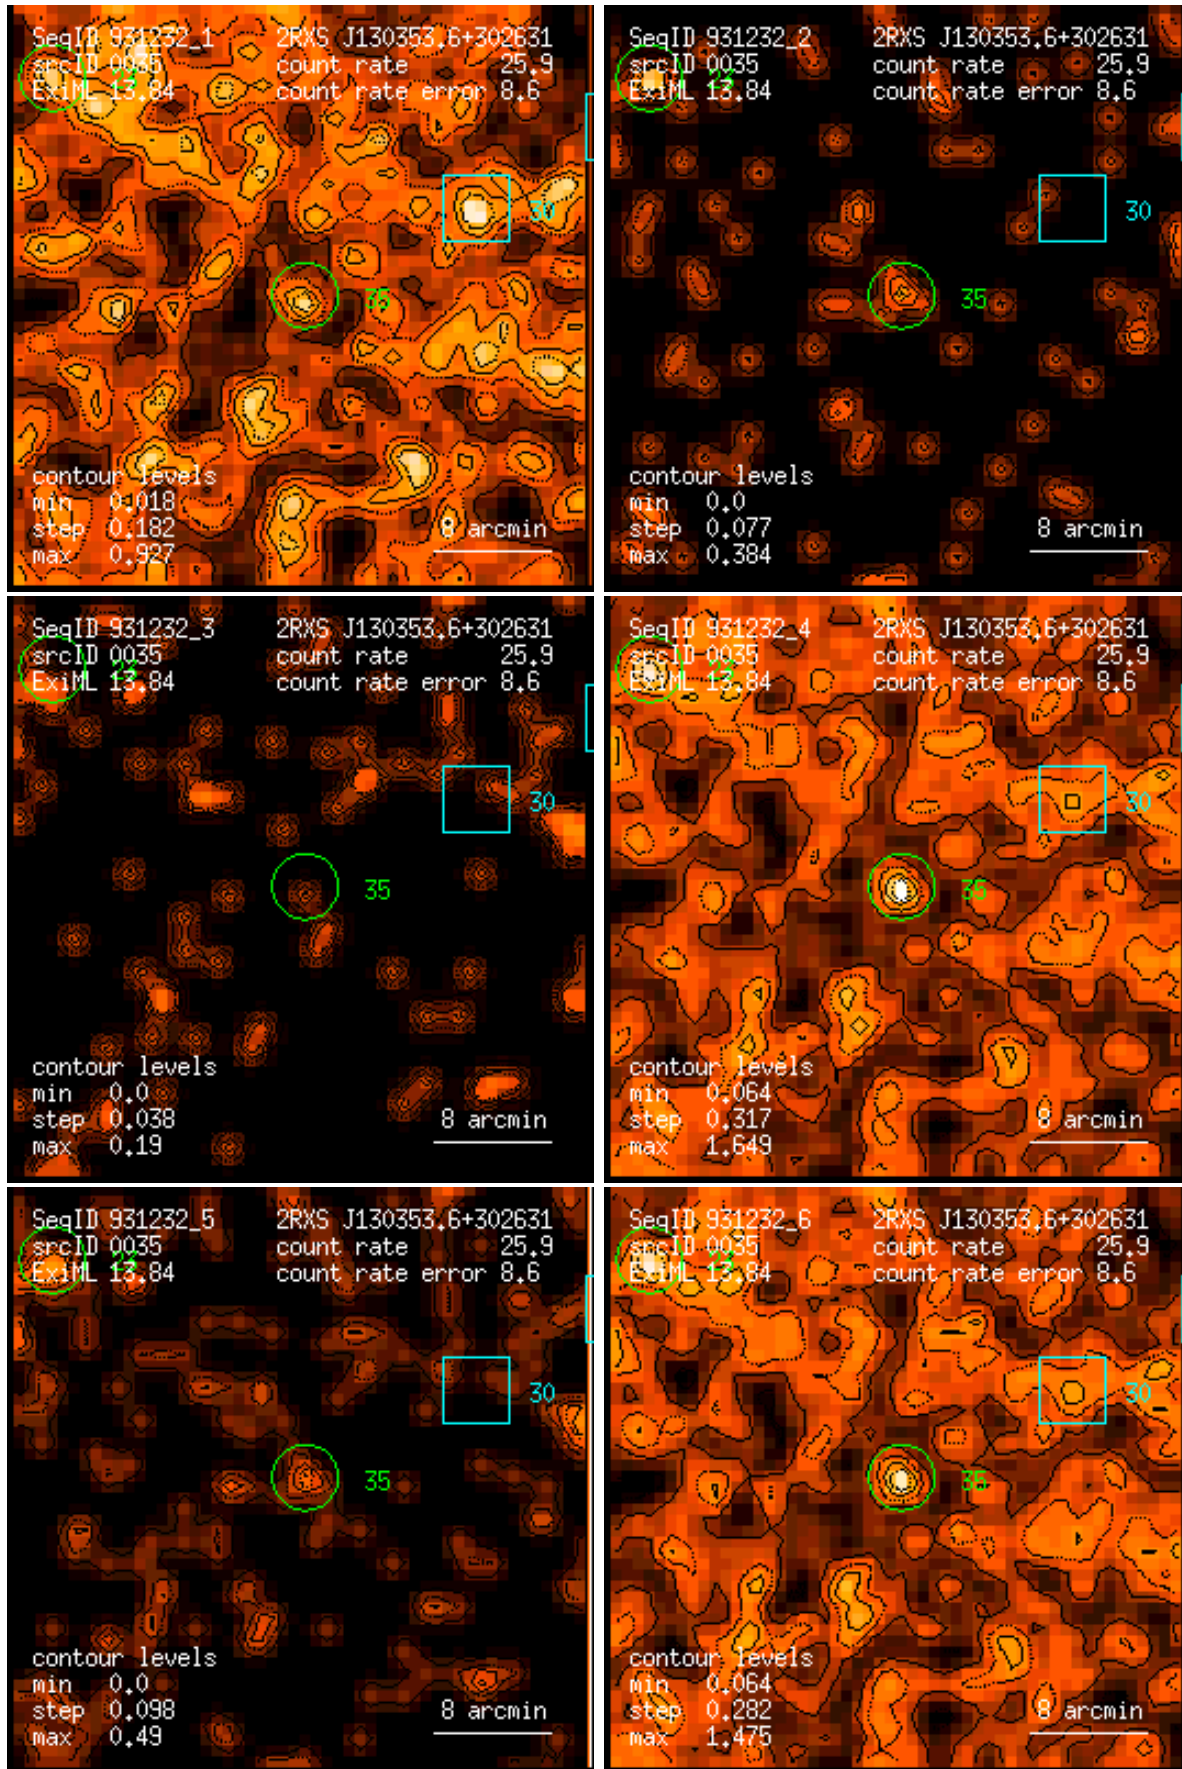 SeqID 931232_1 2RXS J130353.6+302631
srcID 0035 count rate 25.9
23
ExiML 13.84 count rate error 8.6
30
35
contour levels
min 0.018
step 0.182 8 arcmin
max 0.927
SeqID 931232_2 2RXS J130353.6+302631
srcID 0035 count rate 25.9
23
ExiML 13.84 count rate error 8.6
30
35
contour levels
min 0.0
step 0.077 8 arcmin
max 0.384
SeqID 931232_3 2RXS J130353.6+302631
srcID 0035 count rate 25.9
23
ExiML 13.84 count rate error 8.6
30
35
contour levels
min 0.0
step 0.038 8 arcmin
max 0.19
SeqID 931232_4 2RXS J130353.6+302631
srcID 0035 count rate 25.9
23
ExiML 13.84 count rate error 8.6
30
35
contour levels
min 0.064
step 0.317 8 arcmin
max 1.649
SeqID 931232_5 2RXS J130353.6+302631
srcID 0035 count rate 25.9
23
ExiML 13.84 count rate error 8.6
30
35
contour levels
min 0.0
step 0.098 8 arcmin
max 0.49
SeqID 931232_6 2RXS J130353.6+302631
srcID 0035 count rate 25.9
23
ExiML 13.84 count rate error 8.6
30
35
contour levels
min 0.064
step 0.282 8 arcmin
max 1.475